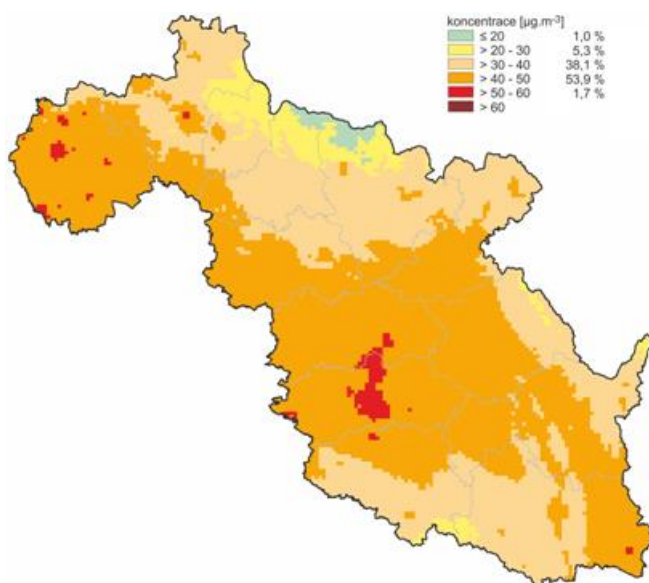 koncentrace [µg.m⁻³]
≤ 20 1,0 %
> 20 - 30 5,3 %
> 30 - 40 38,1 %
> 40 - 50 53,9 %
> 50 - 60 1,7 %
> 60